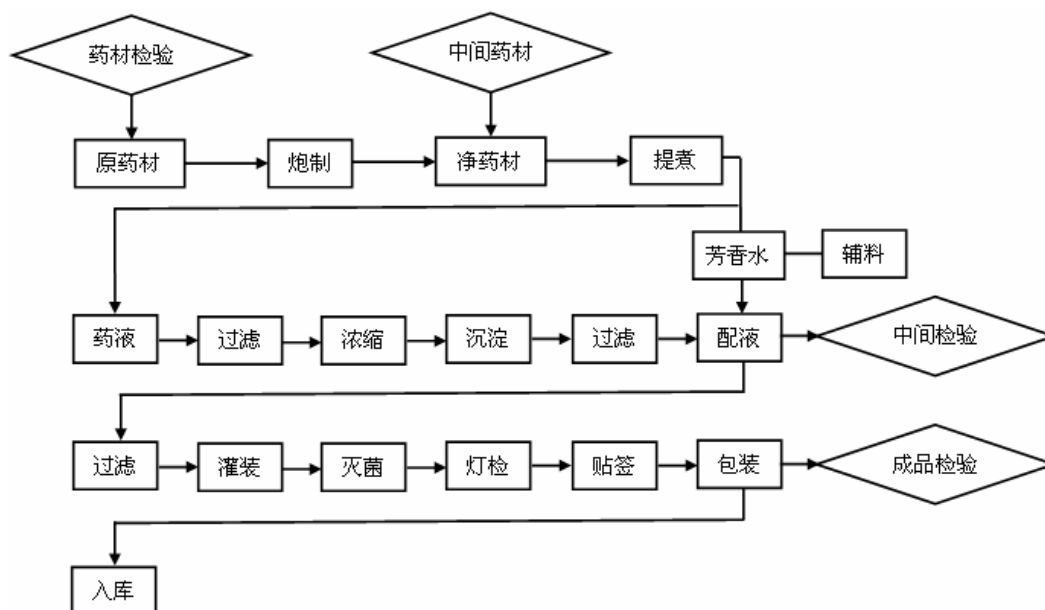 药材检验
中间药材
原药材
炮制
净药材
提煮
芳香水
辅料
药液
过滤
浓缩
沉淀
过滤
配液
中间检验
过滤
灌装
灭菌
灯检
贴签
包装
成品检验
入库